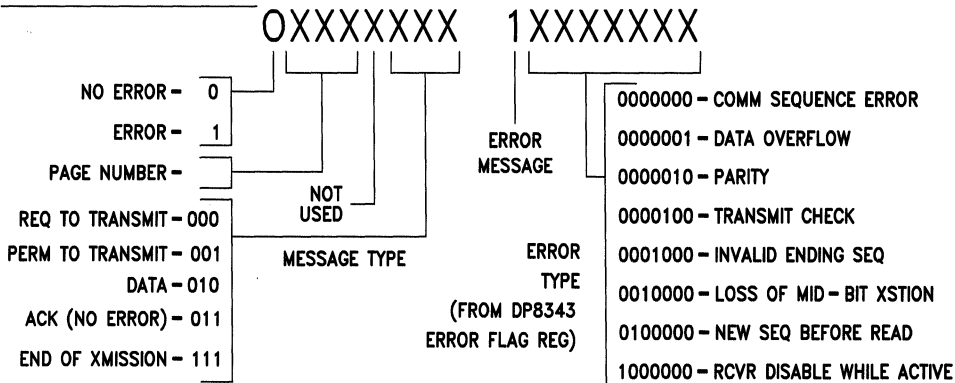 0XXXXXXX 1XXXXXXX
NO ERROR – 0
ERROR – 1
PAGE NUMBER –
NOT
USED
REQ TO TRANSMIT – 000
PERM TO TRANSMIT – 001
DATA – 010
ACK (NO ERROR) – 011
END OF XMISSION – 111
MESSAGE TYPE
ERROR
MESSAGE
ERROR
TYPE
(FROM DP8343
ERROR FLAG REG)
0000000 – COMM SEQUENCE ERROR
0000001 – DATA OVERFLOW
0000010 – PARITY
0000100 – TRANSMIT CHECK
0001000 – INVALID ENDING SEQ
0010000 – LOSS OF MID – BIT XSTION
0100000 – NEW SEQ BEFORE READ
1000000 – RCVR DISABLE WHILE ACTIVE